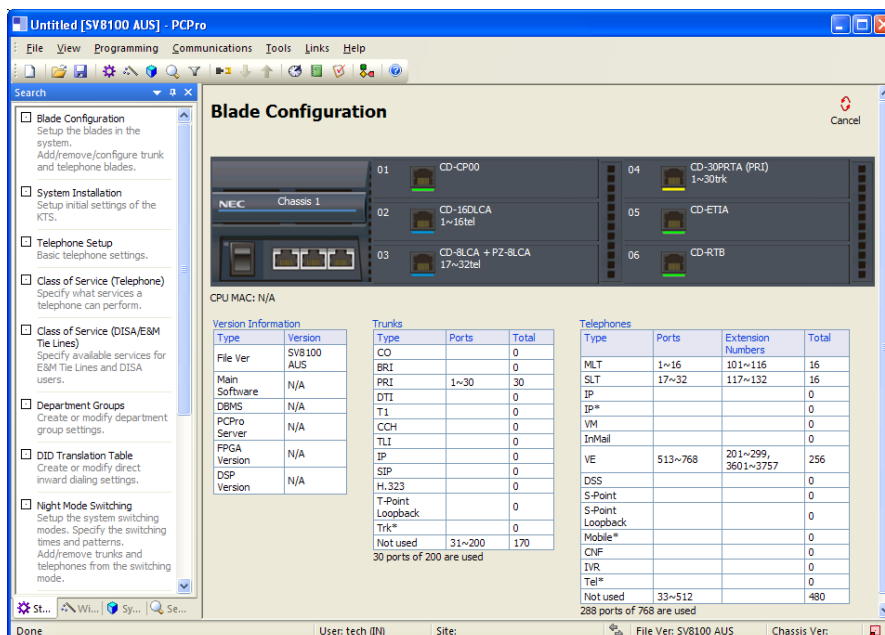 Untitled [SV8100 AUS] - PCPro
File View Programming Communications Tools Links Help
Search
Blade Configuration
Setup the blades in the
system.
Add/remove/configure trunk
and telephone blades.
System Installation
Setup initial settings of the
KTS.
Telephone Setup
Basic telephone settings.
Class of Service (Telephone)
Specify what services a
telephone can perform.
Class of Service (DISA/E&M
Tie Lines)
Specify available services for
E&M Tie Lines and DISA
users.
Department Groups
Create or modify department
group settings.
DID Translation Table
Create or modify direct
inward dialing settings.
Night Mode Switching
Setup the system switching
modes. Specify the switching
times and patterns.
Add/remove trunks and
telephones from the switching
mode.
St... Wi... Sy... Se...
Blade Configuration
Cancel
NEC Chassis 1
01 CD-CP00
02 CD-16DLCA
1~16tel
03 CD-8LCA + PZ-8LCA
17~32tel
04 CD-30PRTA (PRI)
1~30trk
05 CD-ETIA
06 CD-RTB
CPU MAC: N/A
Version Information
Type Version
File Ver SV8100 AUS
Main Software N/A
DBMS N/A
PCPro Server N/A
FPGA Version N/A
DSP Version N/A
Trunks
Type Ports Total
CO 0
BRI 0
PRI 1~30 30
DTI 0
T1 0
CCH 0
TLI 0
IP 0
SIP 0
H.323 0
T-Point Loopback 0
Trk* 0
Not used 31~200 170
30 ports of 200 are used
Telephones
Type Ports Extension Numbers Total
MLT 1~16 101~116 16
SLT 17~32 117~132 16
IP 0
IP* 0
VM 0
InMail 0
VE 513~768 201~299, 3601~3757 256
DSS 0
S-Point 0
S-Point Loopback 0
Mobile* 0
CNF 0
IVR 0
Tel* 0
Not used 33~512 480
288 ports of 768 are used
Done User: tech (IN) Site: File Ver: SV8100 AUS Chassis Ver: